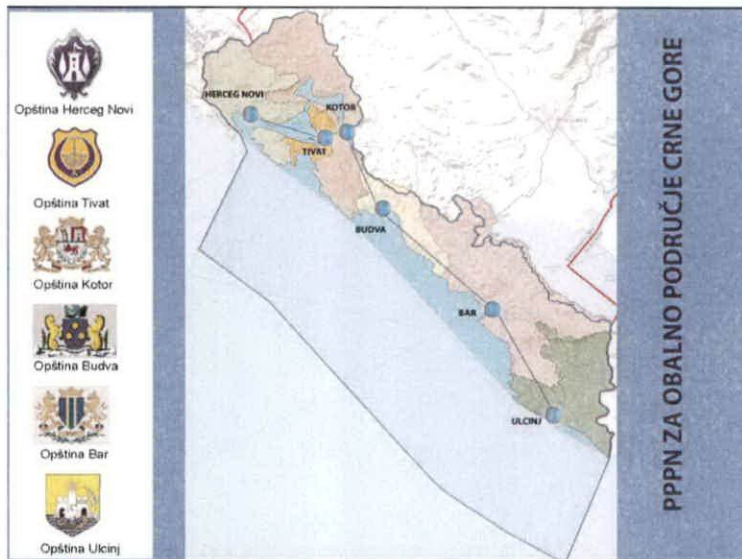 Opština Herceg Novi
Opština Tivat
Opština Kotor
Opština Budva
Opština Bar
Opština Ulcinj
HERCEG NOVI
KOTOR
TIVAT
BUDVA
BAR
ULCINJ
PPPN ZA OBALNO PODRUČJE CRNE GORE